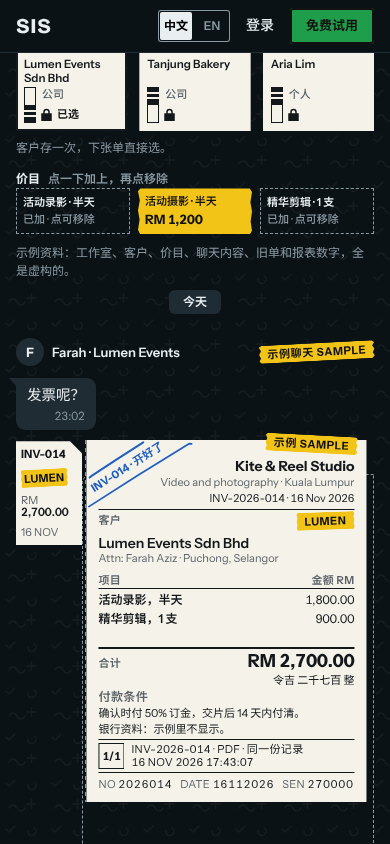 SIS
中文 EN 登录 免费试用
Lumen Events Sdn Bhd
公司
已选
Tanjung Bakery
公司
Aria Lim
个人
客户存一次，下张单直接选。
价目 点一下加上，再点移除
活动录影·半天
已加·点可移除
活动摄影·半天
RM 1,200
精华剪辑·1支
已加·点可移除
示例资料：工作室、客户、价目、聊天内容、旧单和报表数字，全
是虚构的。
今天
F Farah·Lumen Events
示例聊天 SAMPLE
发票呢？
23:02
INV-014
LUMEN
RM
2,700.00
16 NOV
INV-014·开好了
示例 SAMPLE
Kite & Reel Studio
Video and photography·Kuala Lumpur
INV-2026-014·16 Nov 2026
客户 LUMEN
Lumen Events Sdn Bhd
Attn: Farah Aziz·Puchong, Selangor
项目 金额 RM
活动录影，半天 1,800.00
精华剪辑，1支 900.00
合计 RM 2,700.00
令吉 二千七百 整
付款条件
确认时付 50% 订金，交片后 14 天内付清。
银行资料：示例里不显示。
1/1
INV-2026-014·PDF·同一份记录
16 Nov 2026 17:43:07
NO 2026014 DATE 16112026 SEN 270000